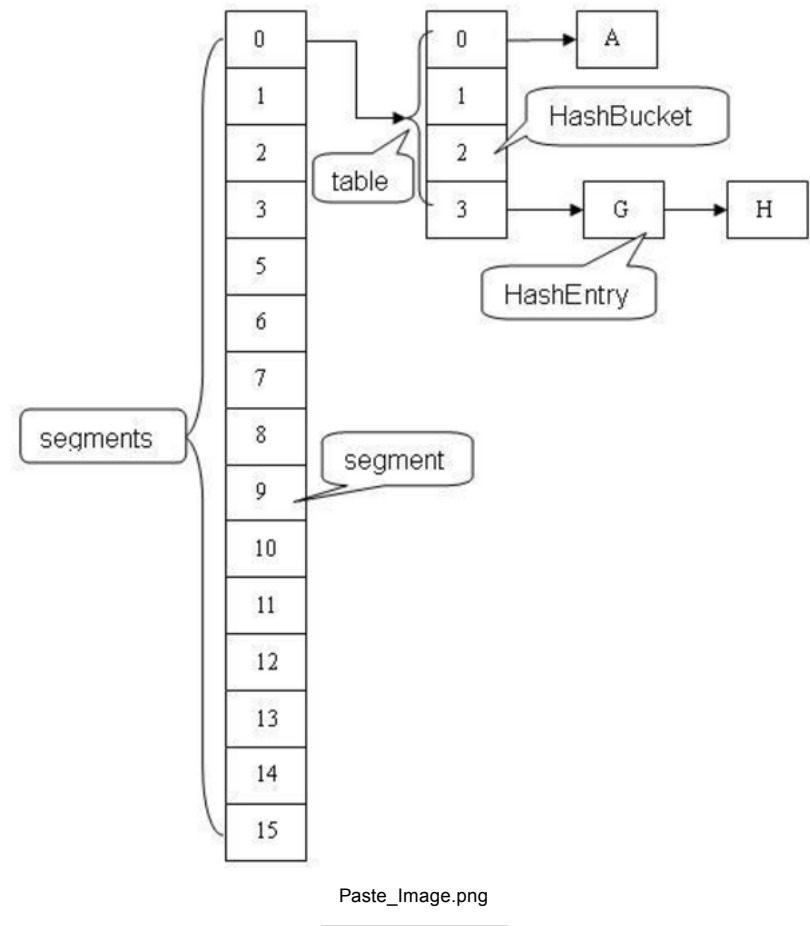 0
1
2
3
5
6
7
8
9
10
11
12
13
14
15
segments
segment
table
0
1
2
3
HashBucket
A
G
H
HashEntry
Paste_Image.png